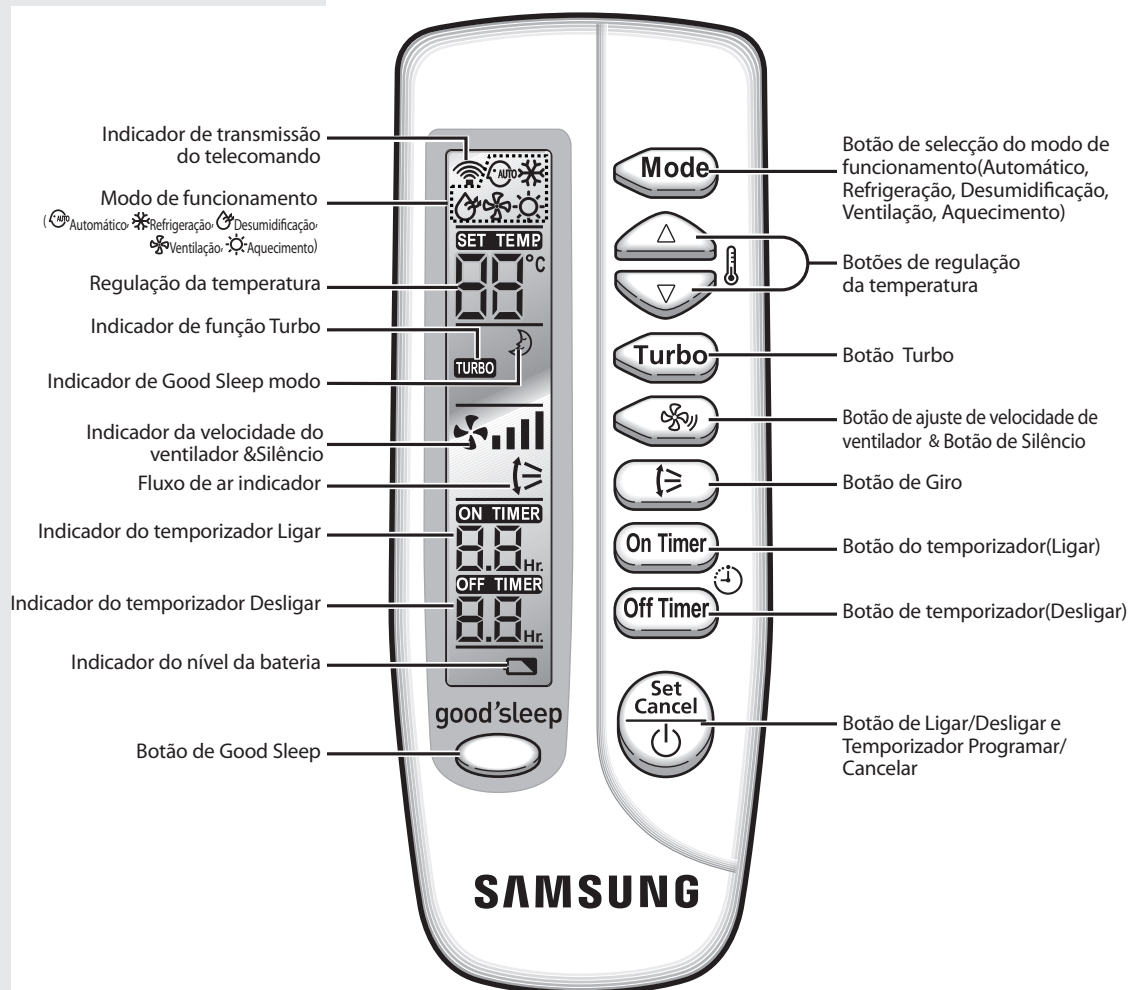 Indicador de transmissão
do telecomando
Modo de funcionamento
(AUTO Automático, Refrigeração, Desumidificação,
Ventilação, Aquecimento)
Regulação da temperatura
Indicador de função Turbo
Indicador de Good Sleep modo
Indicador da velocidade do
ventilador &Silêncio
Fluxo de ar indicador
Indicador do temporizador Ligar
Indicador do temporizador Desligar
Indicador do nível da bateria
Botão de Good Sleep
AUTO
SET TEMP
88°C
TURBO
ON TIMER
8.8Hr.
OFF TIMER
8.8Hr.
good'sleep
Mode
Turbo
On Timer
Off Timer
Set
Cancel
SAMSUNG
Botão de selecção do modo de
funcionamento(Automático,
Refrigeração, Desumidificação,
Ventilação, Aquecimento)
Botões de regulação
da temperatura
Botão Turbo
Botão de ajuste de velocidade de
ventilador & Botão de Silêncio
Botão de Giro
Botão do temporizador(Ligar)
Botão de temporizador(Desligar)
Botão de Ligar/Desligar e
Temporizador Programar/
Cancelar